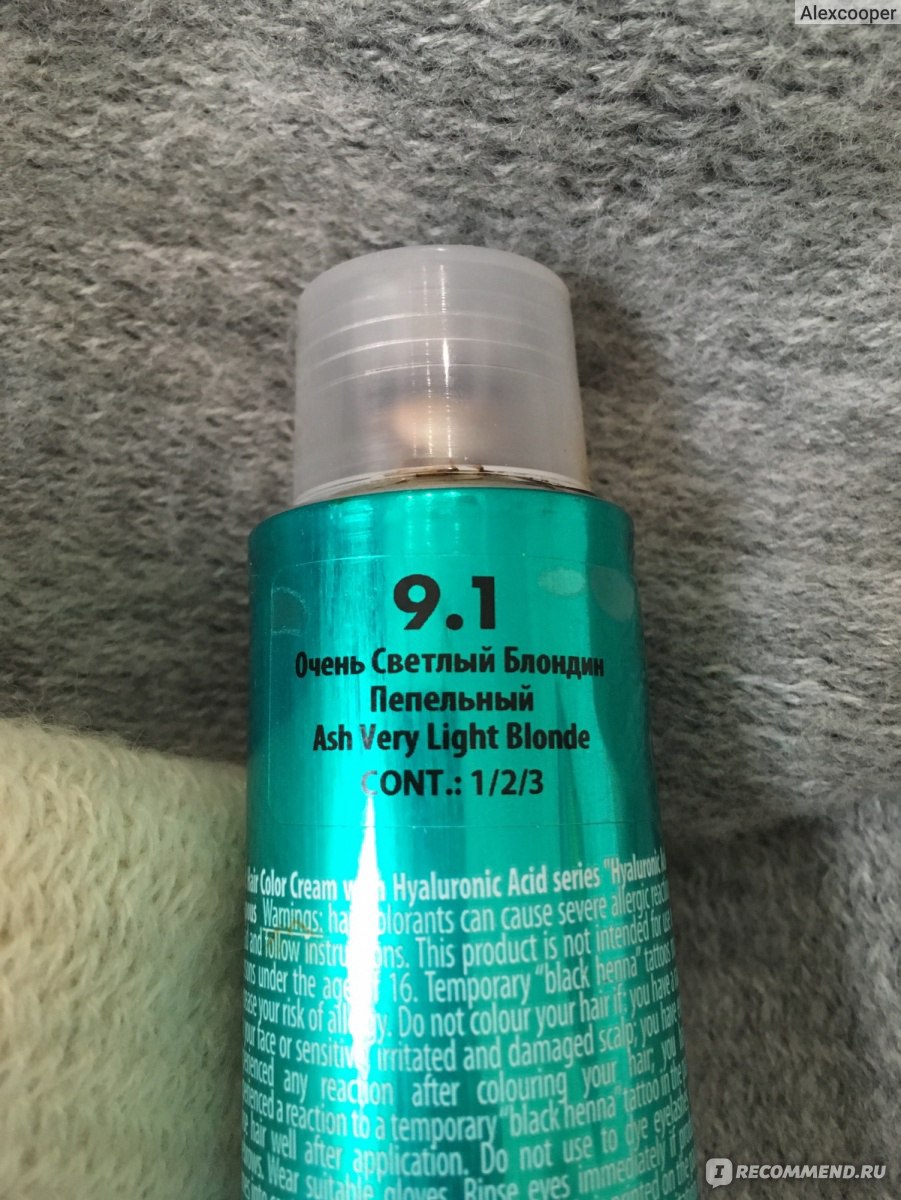 Alexcooper
9.1
Очень Светлый Блондин
Пепельный
Ash Very Light Blonde
CONT.: 1/2/3
Hair Color Cream with Hyaluronic Acid series "Hyaluronic
Warnings: hair colorants can cause severe allergic
and follow instructions. This product is not intended for use
under the age of 16. Temporary "black henna" tattoos
your risk of allergy. Do not colour your hair if: you have a
your face or sensitive, irritated and damaged scalp; you have
any reaction after colouring your hair; you
a reaction to a temporary "black henna" tattoo in the
hair well after application. Do not use to dye eyelashes
Wear suitable gloves. Rinse eyes immediately if
IRECOMMEND.RU